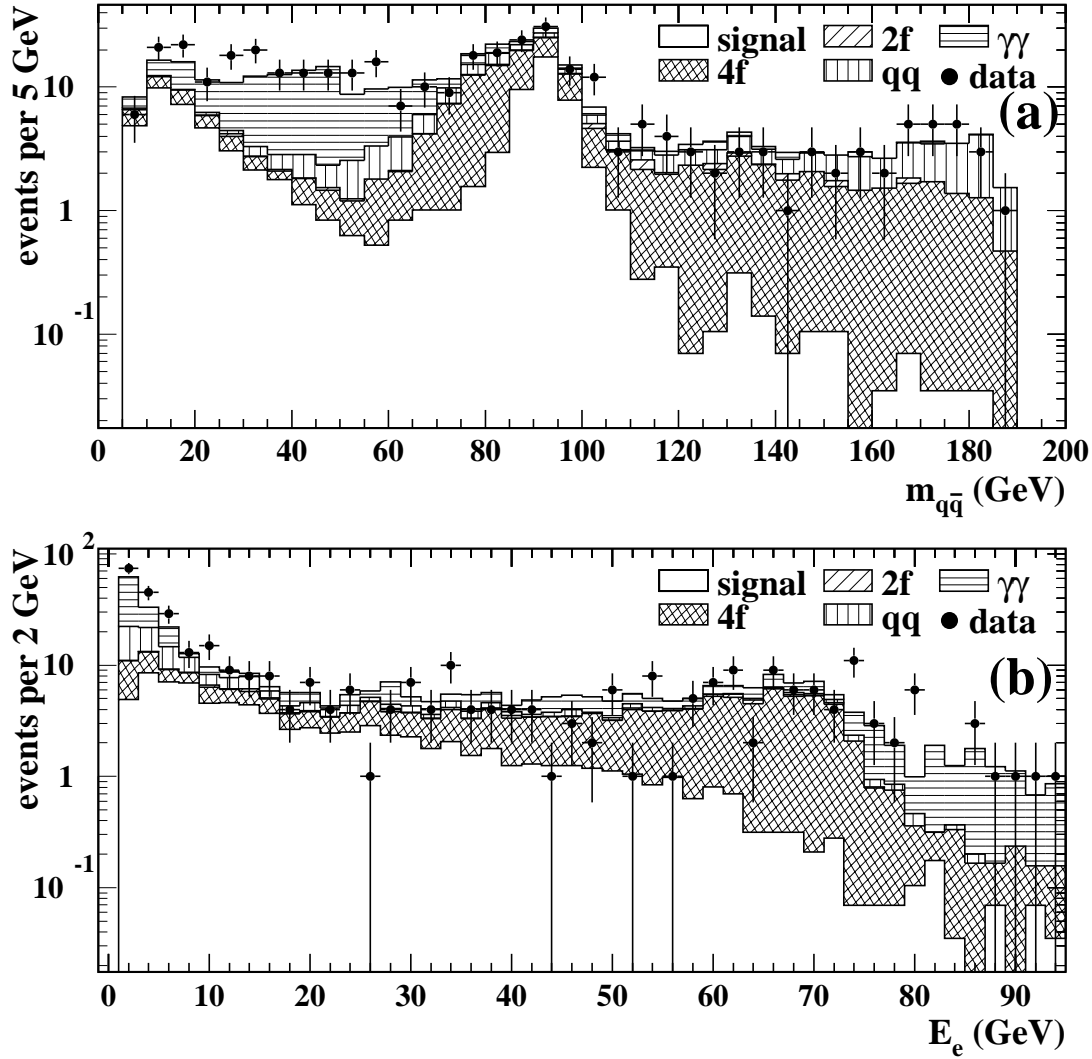 events per 5 GeV
signal 2f γγ
4f qq data
(a)
10
1
10 -1
0 20 40 60 80 100 120 140 160 180 200
m qq̄ (GeV)
events per 2 GeV
signal 2f γγ
4f qq data
(b)
10 2
10
1
10 -1
0 10 20 30 40 50 60 70 80 90
E e (GeV)